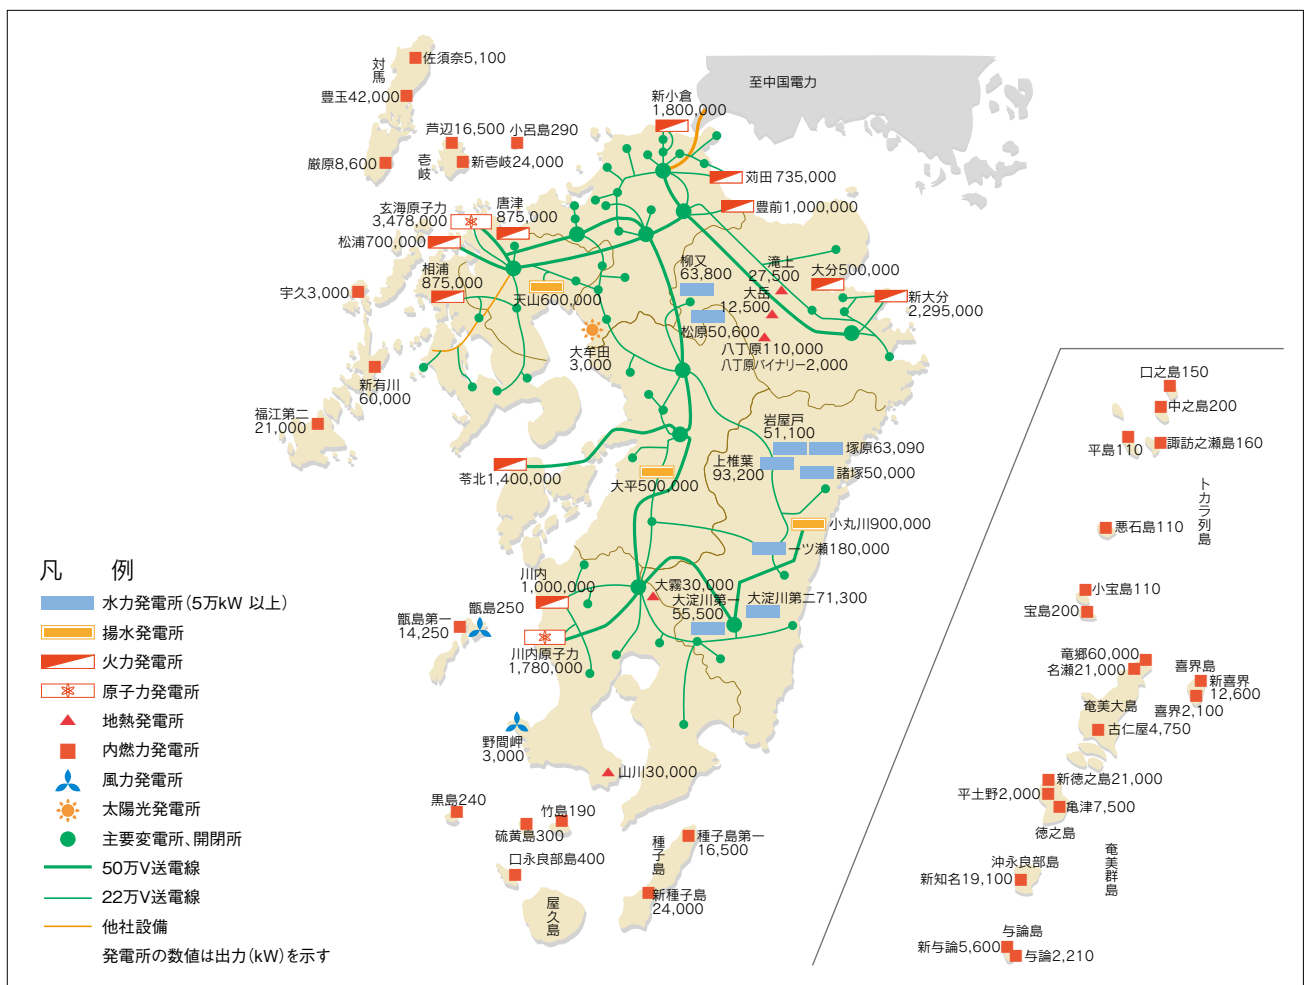 至中国電力
対馬
佐須奈5,100
豊玉42,000
厳原8,600
芦辺16,500
小呂島290
壱岐
新壱岐24,000
新小倉
1,800,000
苅田 735,000
豊前1,000,000
玄海原子力
3,478,000
唐津
875,000
松浦700,000
相浦
875,000
天山600,000
宇久3,000
柳又
63,800
滝上
27,500
大岳
12,500
大分500,000
新大分
2,295,000
松原50,600
八丁原110,000
八丁原バイナリー2,000
大牟田
3,000
新有川
60,000
福江第二
21,000
岩屋戸
51,100
塚原63,090
上椎葉
93,200
諸塚50,000
苓北1,400,000
大平500,000
小丸川900,000
一ツ瀬180,000
川内
1,000,000
大霧30,000
大淀川第一
55,500
大淀川第二71,300
甑島250
甑島第一
14,250
川内原子力
1,780,000
野間岬
3,000
山川30,000
黒島240
竹島190
硫黄島300
口永良部島400
屋久島
種子島
種子島第一
16,500
新種子島
24,000
口之島150
中之島200
平島110
諏訪之瀬島160
トカラ列島
悪石島110
小宝島110
宝島200
竜郷60,000
名瀬21,000
喜界島
新喜界
12,600
喜界2,100
奄美大島
古仁屋4,750
新徳之島21,000
平土野2,000
亀津7,500
徳之島
奄美群島
沖永良部島
新知名19,100
与論島
新与論5,600
与論2,210
凡 例
水力発電所(5万kW 以上)
揚水発電所
火力発電所
原子力発電所
地熱発電所
内燃力発電所
風力発電所
太陽光発電所
主要変電所、開閉所
50万V送電線
22万V送電線
他社設備
発電所の数値は出力(kW)を示す